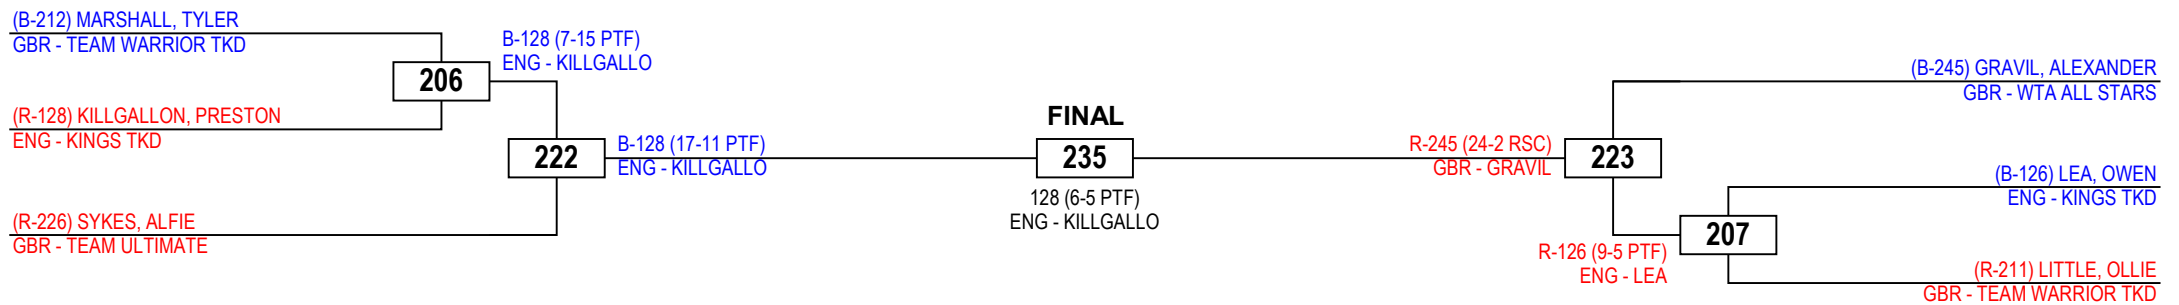 (B-212) MARSHALL, TYLER
GBR - TEAM WARRIOR TKD
206
(R-128) KILLGALLON, PRESTON
ENG - KINGS TKD
B-128 (7-15 PTF)
ENG - KILLGALLO
222
(R-226) SYKES, ALFIE
GBR - TEAM ULTIMATE
B-128 (17-11 PTF)
ENG - KILLGALLO
FINAL
235
128 (6-5 PTF)
ENG - KILLGALLO
R-245 (24-2 RSC)
GBR - GRAVIL
223
(B-245) GRAVIL, ALEXANDER
GBR - WTA ALL STARS
R-126 (9-5 PTF)
ENG - LEA
207
(B-126) LEA, OWEN
ENG - KINGS TKD
(R-211) LITTLE, OLLIE
GBR - TEAM WARRIOR TKD